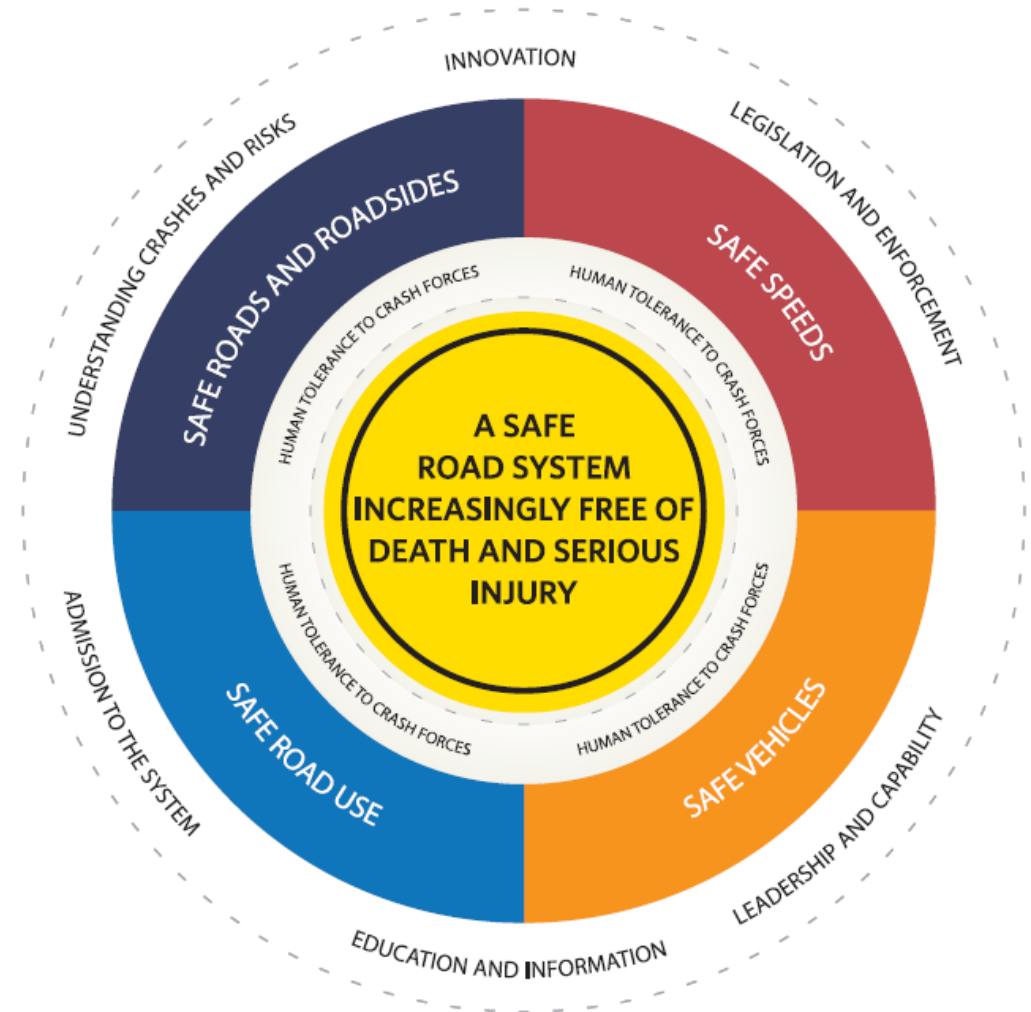 INNOVATION
LEGISLATION AND ENFORCEMENT
LEADERSHIP AND CAPABILITY
EDUCATION AND INFORMATION
ADMISSION TO THE SYSTEM
UNDERSTANDING CRASHES AND RISKS
SAFE ROADS AND ROADSIDES
SAFE SPEEDS
SAFE VEHICLES
SAFE ROAD USE
HUMAN TOLERANCE TO CRASH FORCES
HUMAN TOLERANCE TO CRASH FORCES
HUMAN TOLERANCE TO CRASH FORCES
HUMAN TOLERANCE TO CRASH FORCES
A SAFE
ROAD SYSTEM
INCREASINGLY FREE OF
DEATH AND SERIOUS
INJURY